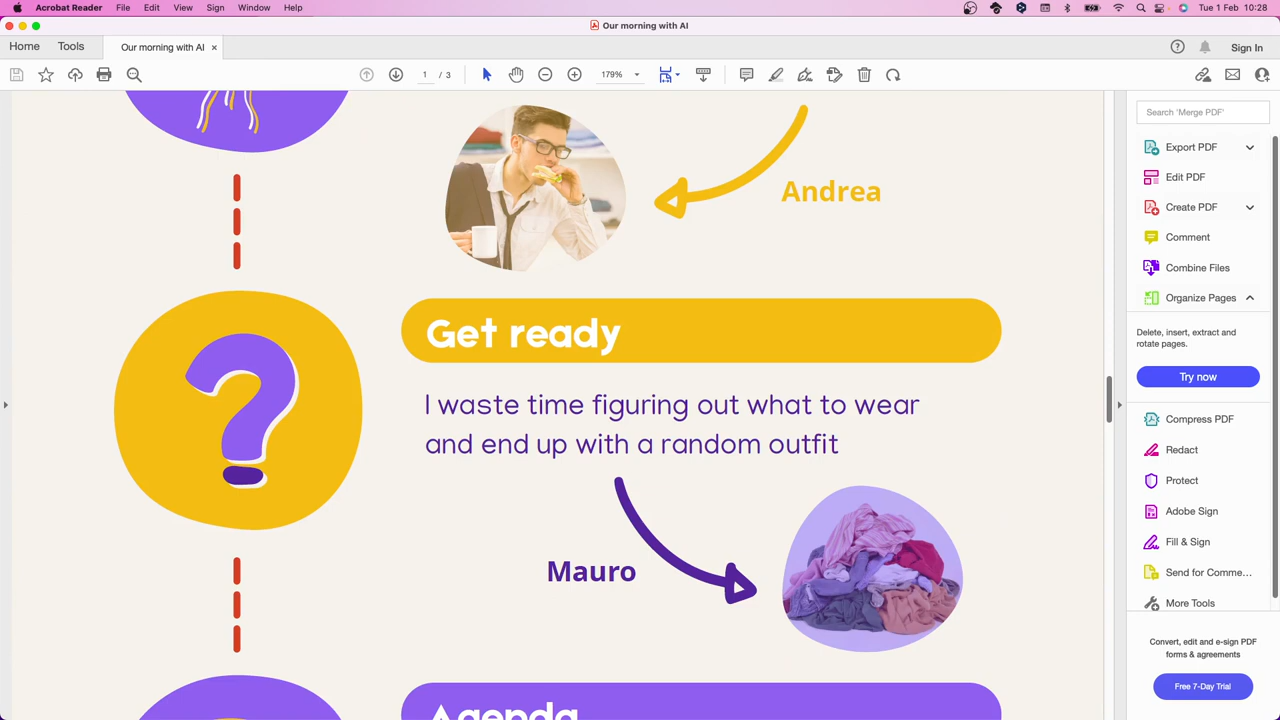 Acrobat Reader File Edit View Sign Window Help Tue 1 Feb 10:28
Our morning with AI
Home Tools Our morning with AI × Sign In
1 / 3 179%
Search 'Merge PDF'
Export PDF
Edit PDF
Create PDF
Comment
Combine Files
Organize Pages
Delete, insert, extract and
rotate pages.
Try now
Compress PDF
Redact
Protect
Adobe Sign
Fill & Sign
Send for Comme...
More Tools
Convert, edit and e-sign PDF
forms & agreements
Free 7-Day Trial
Andrea
?
Get ready
I waste time figuring out what to wear
and end up with a random outfit
Mauro
Agenda